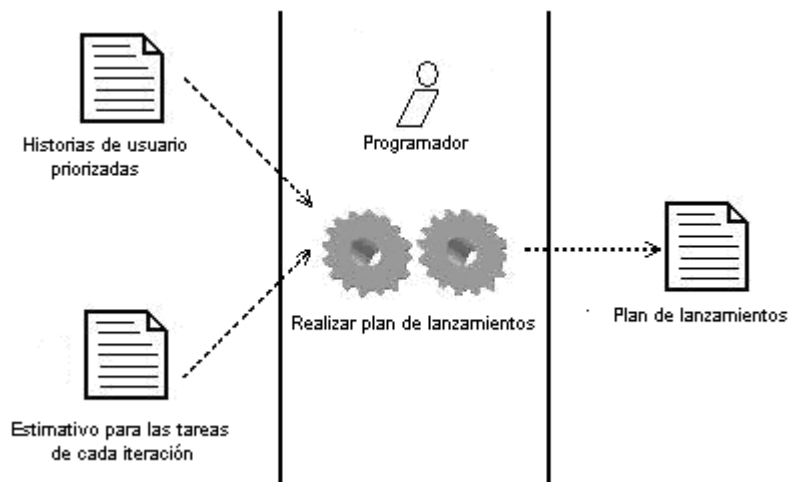 Historias de usuario
priorizadas
Programador
Realizar plan de lanzamientos
Plan de lanzamientos
Estimativo para las tareas
de cada iteración